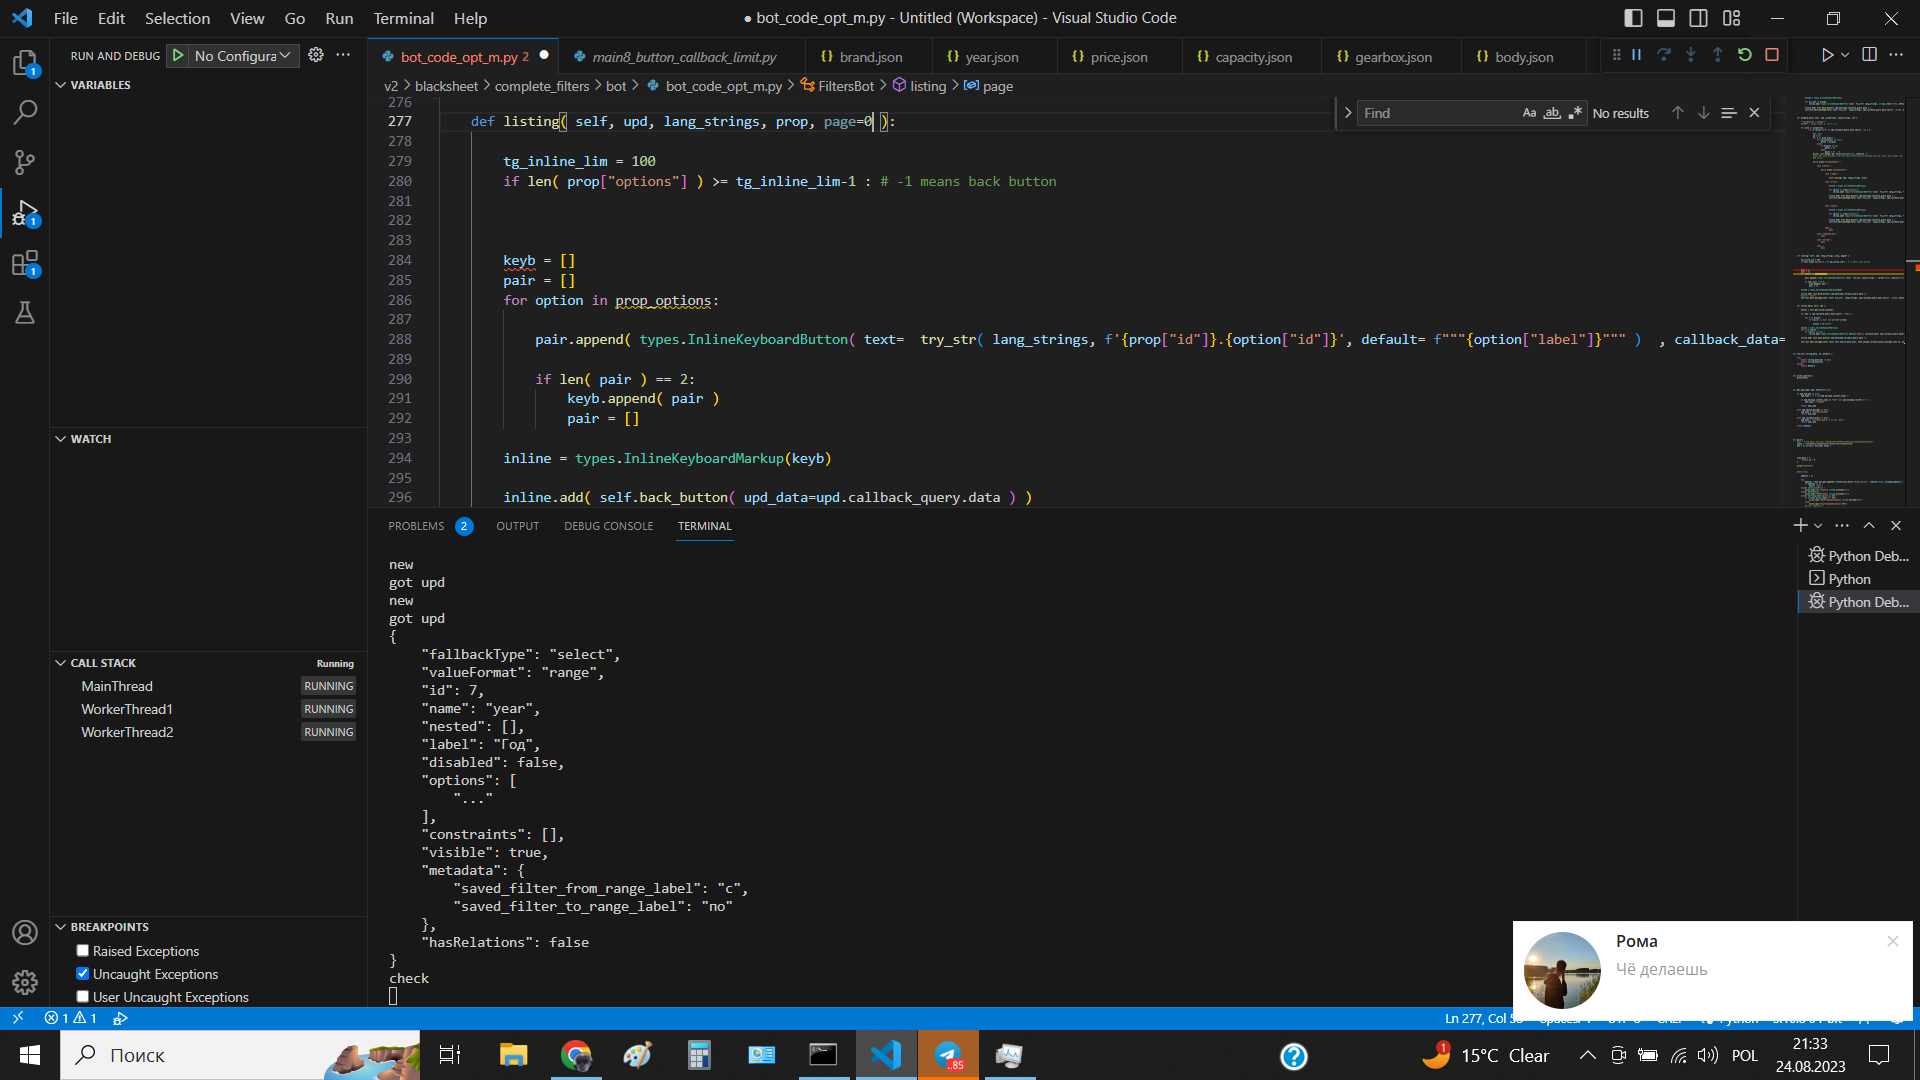 File Edit Selection View Go Run Terminal Help
● bot_code_opt_m.py - Untitled (Workspace) - Visual Studio Code
RUN AND DEBUG No Configura
bot_code_opt_m.py 2
main8_button_callback_limit.py
brand.json
year.json
price.json
capacity.json
gearbox.json
body.json
v2 > blacksheet > complete_filters > bot > bot_code_opt_m.py > FiltersBot > listing > page
Find
Aa ab .*
No results
VARIABLES
WATCH
CALL STACK Running
MainThread RUNNING
WorkerThread1 RUNNING
WorkerThread2 RUNNING
BREAKPOINTS
Raised Exceptions
Uncaught Exceptions
User Uncaught Exceptions
276
277 def listing( self, upd, lang_strings, prop, page=0 ):
278
279 tg_inline_lim = 100
280 if len( prop["options"] ) >= tg_inline_lim-1 : # -1 means back button
281
282
283
284 keyb = []
285 pair = []
286 for option in prop_options:
287
288 pair.append( types.InlineKeyboardButton( text=  try_str( lang_strings, f'{prop["id"]}.{option["id"]}', default= f"""{option["label"]}""" )  , callback_data=
289
290 if len( pair ) == 2:
291 keyb.append( pair )
292 pair = []
293
294 inline = types.InlineKeyboardMarkup(keyb)
295
296 inline.add( self.back_button( upd_data=upd.callback_query.data ) )
PROBLEMS 2 OUTPUT DEBUG CONSOLE TERMINAL
new
got upd
new
got upd
{
"fallbackType": "select",
"valueFormat": "range",
"id": 7,
"name": "year",
"nested": [],
"label": "Год",
"disabled": false,
"options": [
"..."
],
"constraints": [],
"visible": true,
"metadata": {
"saved_filter_from_range_label": "с",
"saved_filter_to_range_label": "по"
},
"hasRelations": false
}
check
Python Deb...
Python
Python Deb...
Рома
Чё делаешь
1 1
Ln 277, Col 
Поиск
..85
1
15°C Clear
POL
21:33
24.08.2023